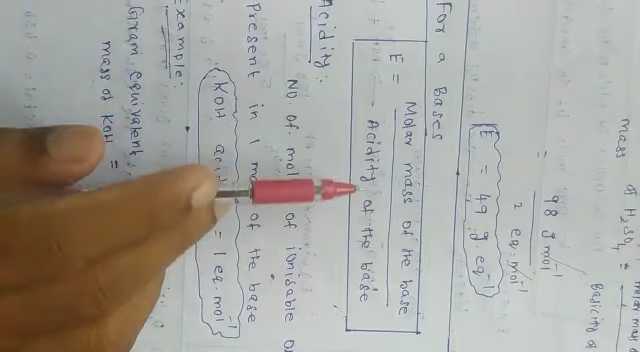 mass of H₂SO₄ = molar mass
Basicity
= 98 g mol⁻¹
2 eq. mol⁻¹
E = 49 g. eq⁻¹
For a Bases
E = Molar mass of the base
Acidity of the base
Acidity:
No. of mol of ionisable
Present in 1 of the base
KOH = 1 eq. mol⁻¹
Example:
Gram equivalent
mass of KOH =